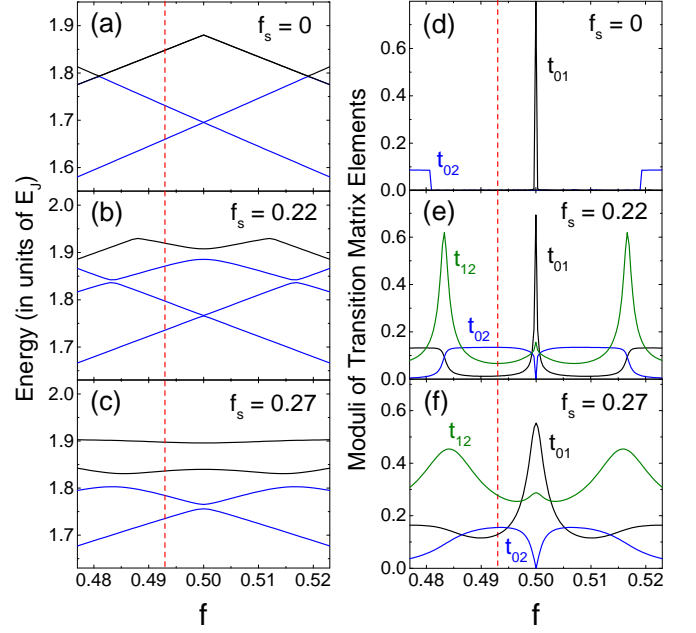 (a)
f_s = 0
1.9
1.8
1.7
1.6
(b)
f_s = 0.22
2.0
1.9
1.8
1.7
(c)
f_s = 0.27
2.0
1.9
1.8
1.7
0.48 0.49 0.50 0.51 0.52
f
Energy (in units of E_J)
(d)
f_s = 0
t_01
t_02
0.6
0.4
0.2
0.0
(e)
f_s = 0.22
t_12
t_01
t_02
0.6
0.4
0.2
0.0
(f)
f_s = 0.27
t_12
t_01
t_02
0.6
0.4
0.2
0.0
0.48 0.49 0.50 0.51 0.52
f
Moduli of Transition Matrix Elements